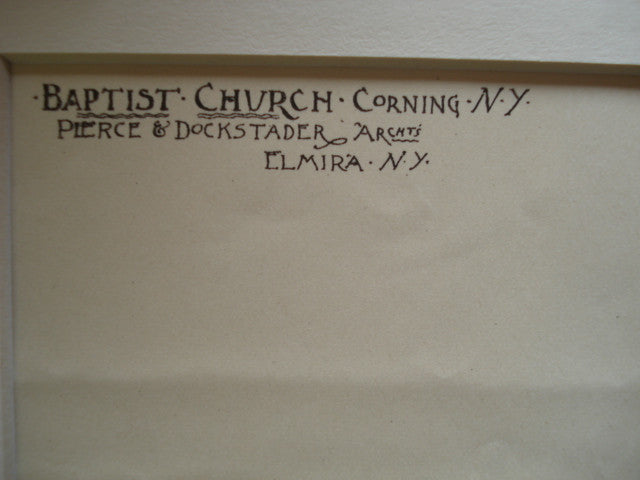 ·BAPTIST·CHURCH·CORNING·N·Y·
PIERCE & DOCKSTADER ARCHTS
ELMIRA·N·Y·